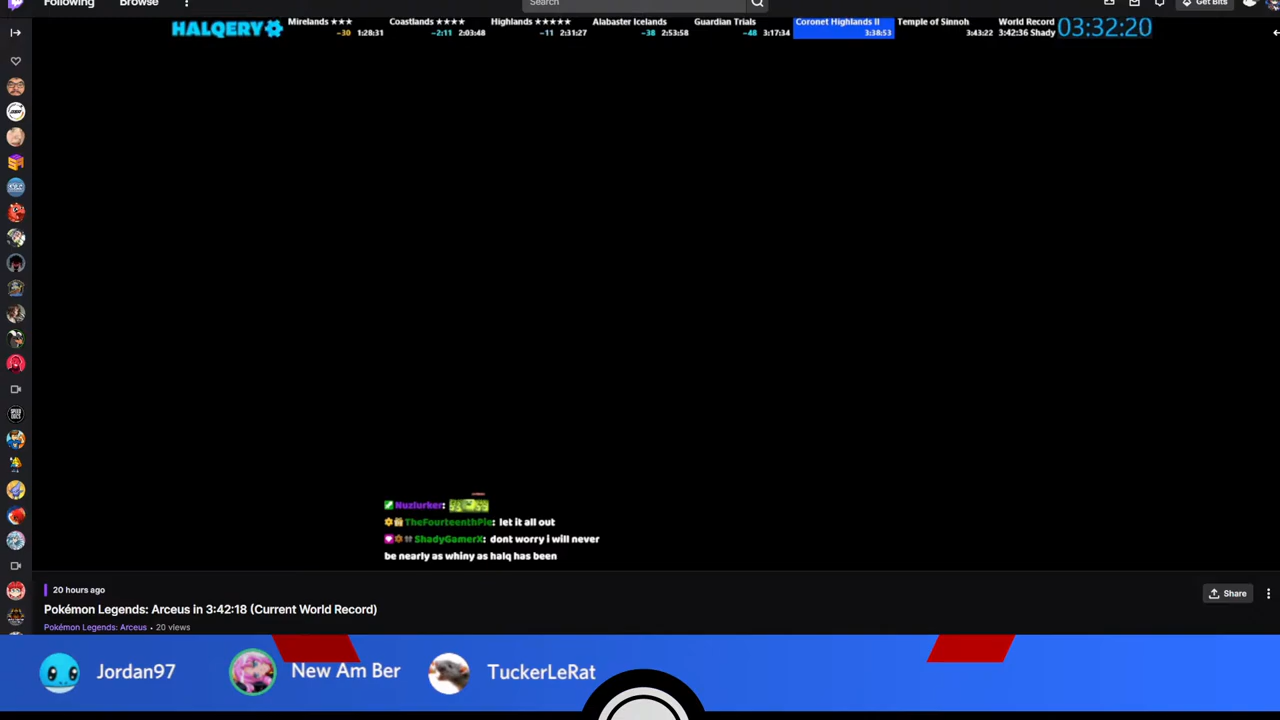 Following Browse Search Get Bits
HALQERY
Mirelands ★★★ Coastlands ★★★★ Highlands ★★★★★ Alabaster Icelands Guardian Trials Coronet Highlands II Temple of Sinnoh World Record 03:32:20
-30 1:28:31 -2:11 2:03:48 -11 2:31:27 -38 2:53:58 -48 3:17:34 3:38:53 3:43:22 3:42:36 Shady
Nuzlurker:
TheFourteenthPie: let it all out
ShadyGamerX: dont worry i will never
be nearly as whiny as halq has been
20 hours ago
Pokémon Legends: Arceus in 3:42:18 (Current World Record)
Share
Pokémon Legends: Arceus • 20 views
Jordan97 New Am Ber TuckerLeRat